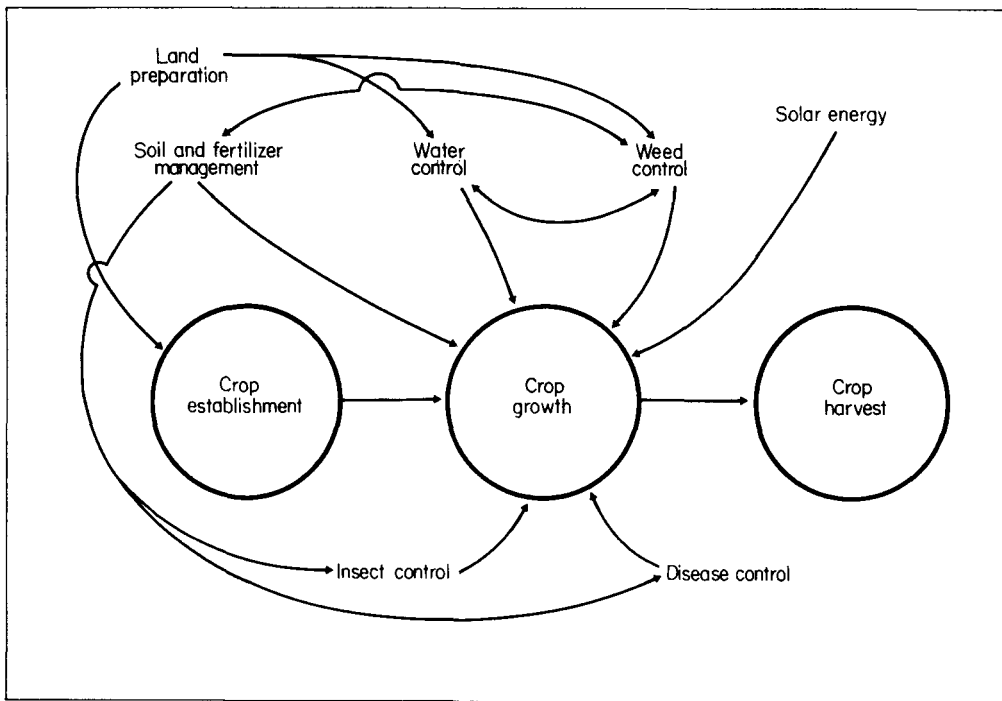 Land
preparation
Solar energy
Soil and fertilizer
management
Water
control
Weed
control
Crop
establishment
Crop
growth
Crop
harvest
Insect control
Disease control